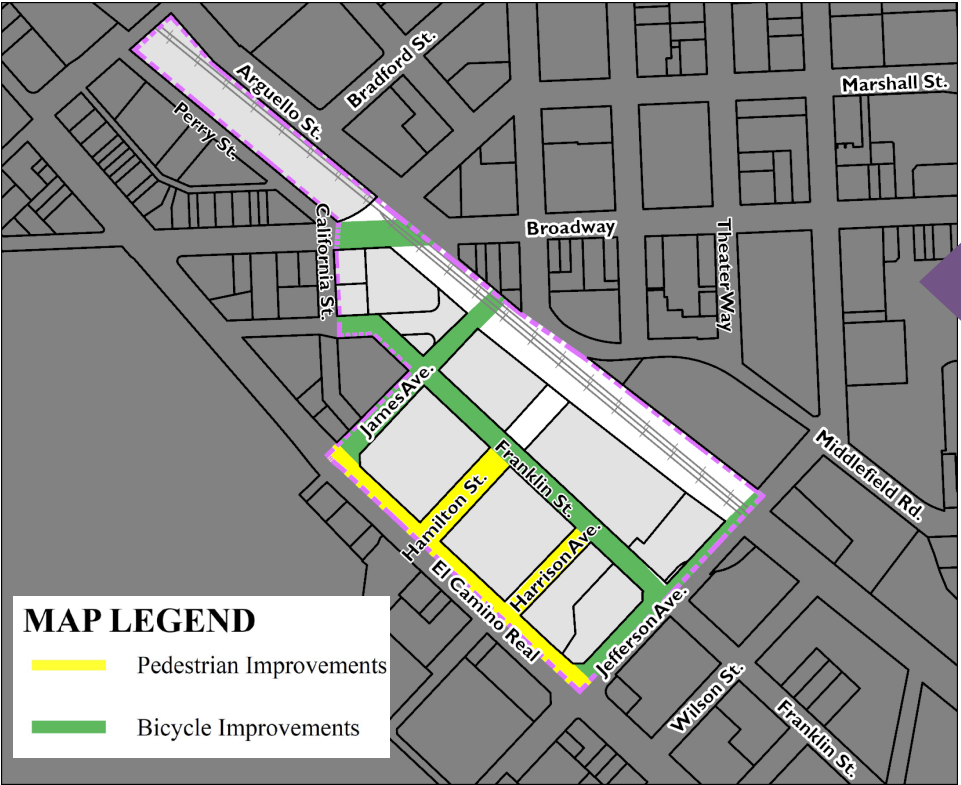 Bradford St.
Arguello St.
Marshall St.
Perry St.
California St.
Broadway
Theater Way
James Ave.
Middlefield Rd.
Franklin St.
Hamilton St.
Harrison Ave.
El Camino Real
Jefferson Ave.
Wilson St.
Franklin St.
MAP LEGEND
Pedestrian Improvements
Bicycle Improvements